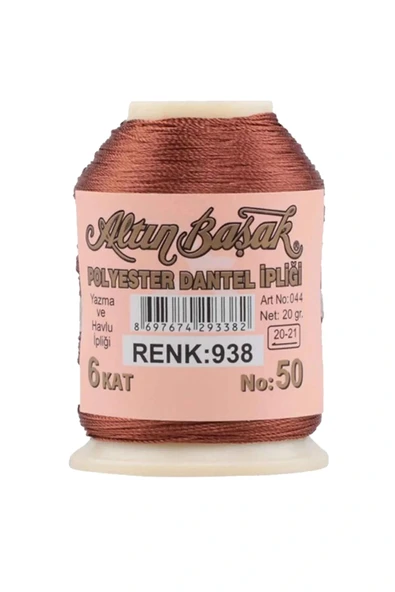 Altın Başak
POLYESTER DANTEL İPLİĞİ
Yazma
ve
Havlu
İpliği
8 697674 293382
Art No:044
Net: 20 gr.
20-21
RENK:938
6 KAT
No: 50